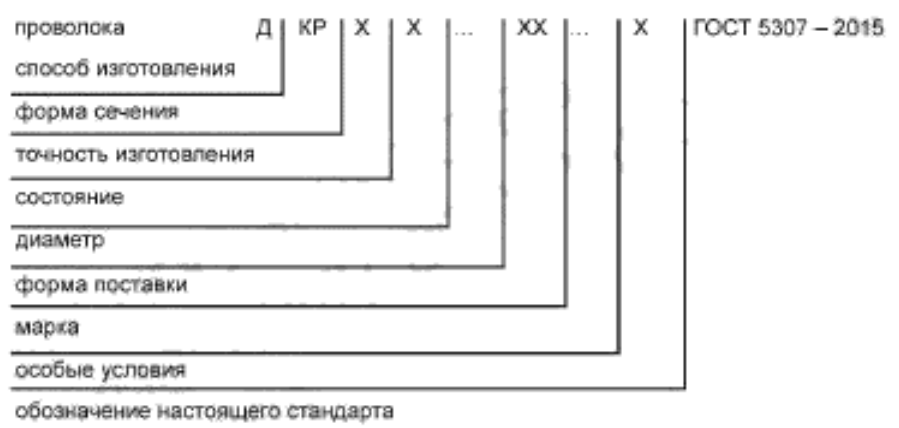 проволока Д КР Х Х ... ХХ ... Х ГОСТ 5307 – 2015
способ изготовления
форма сечения
точность изготовления
состояние
диаметр
форма поставки
марка
особые условия
обозначение настоящего стандарта